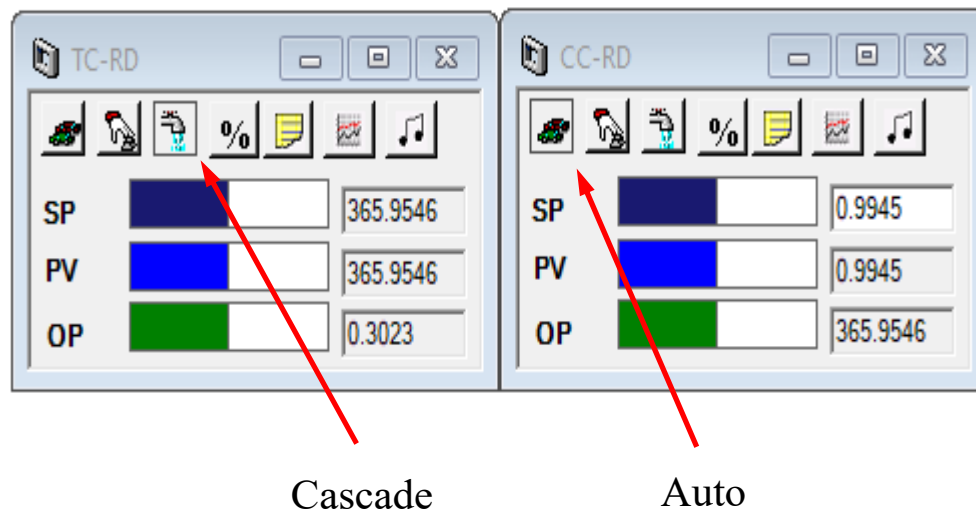 TC-RD
%
SP
365.9546
PV
365.9546
OP
0.3023
CC-RD
%
SP
0.9945
PV
0.9945
OP
365.9546
Cascade
Auto